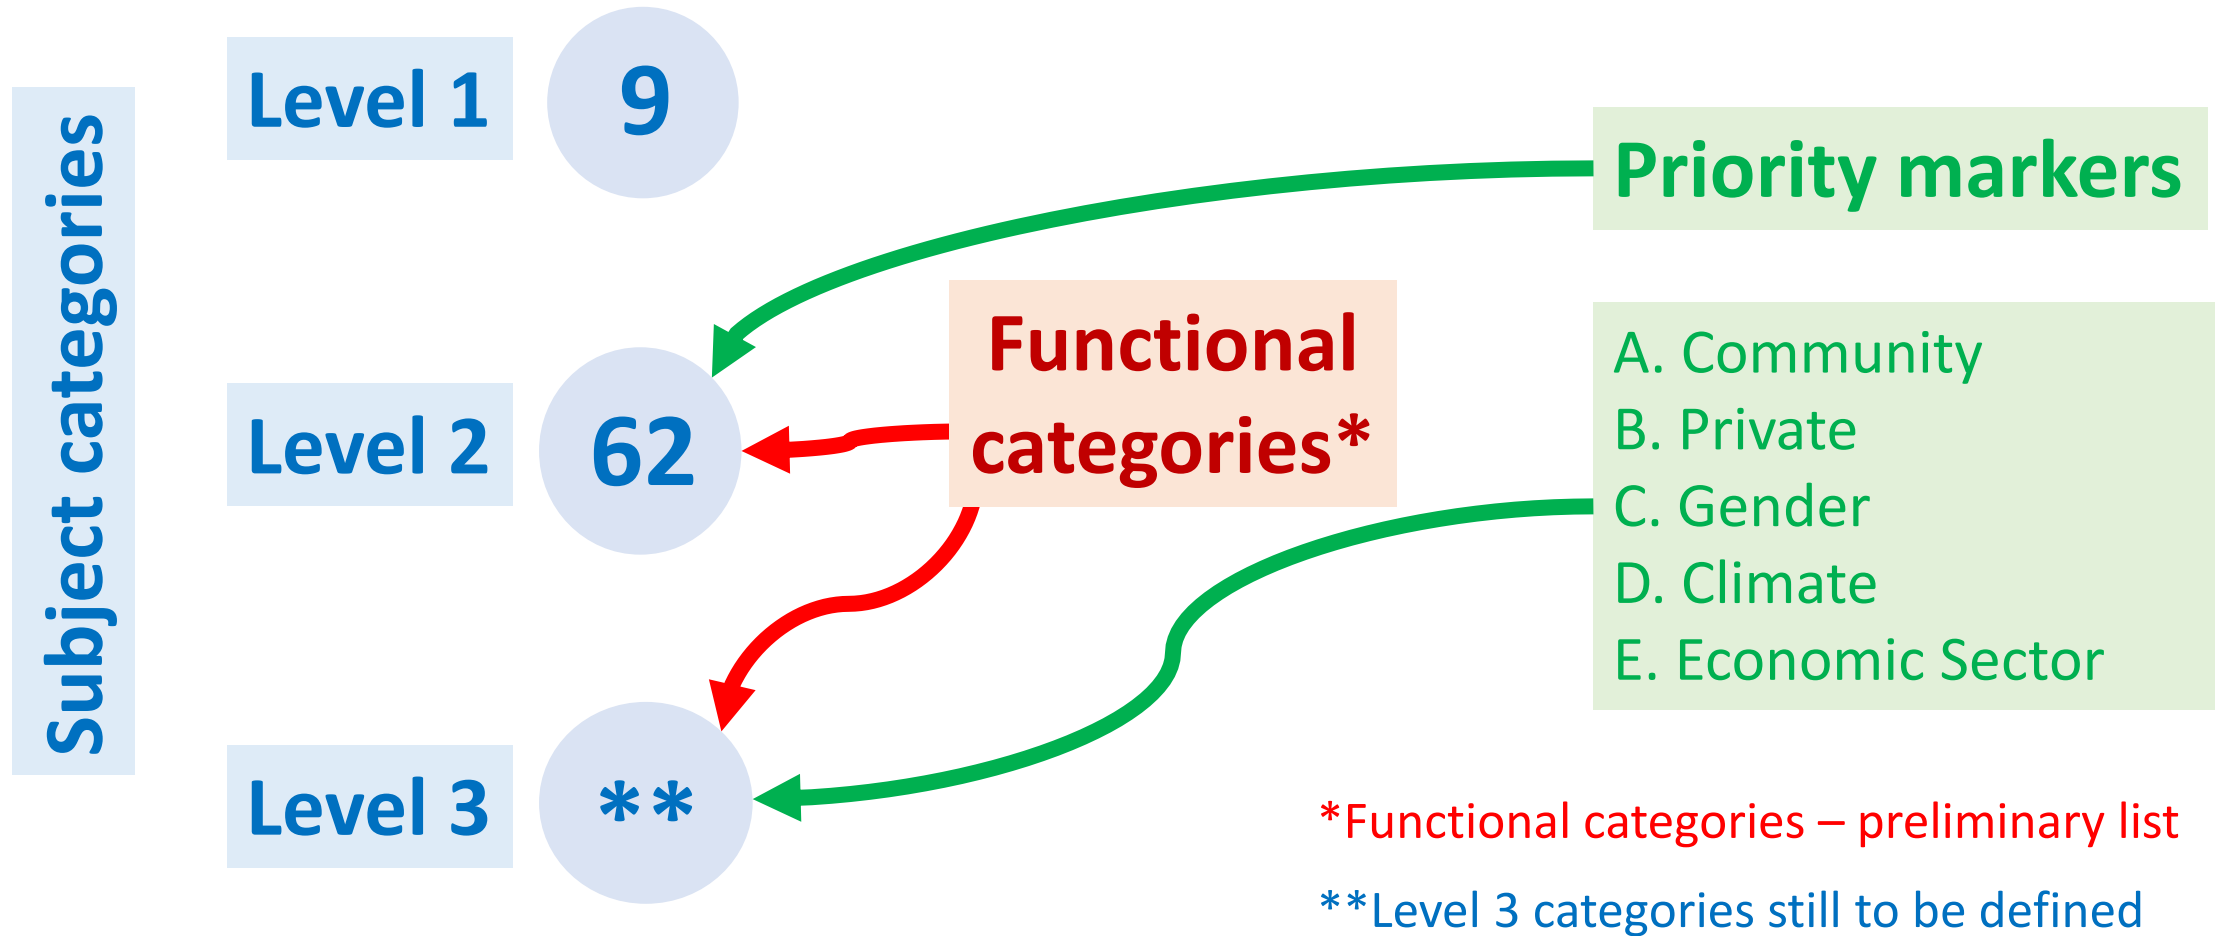 Subject categories
Level 1
9
Level 2
62
Level 3
**
Functional
categories*
Priority markers
A. Community
B. Private
C. Gender
D. Climate
E. Economic Sector
*Functional categories – preliminary list
**Level 3 categories still to be defined